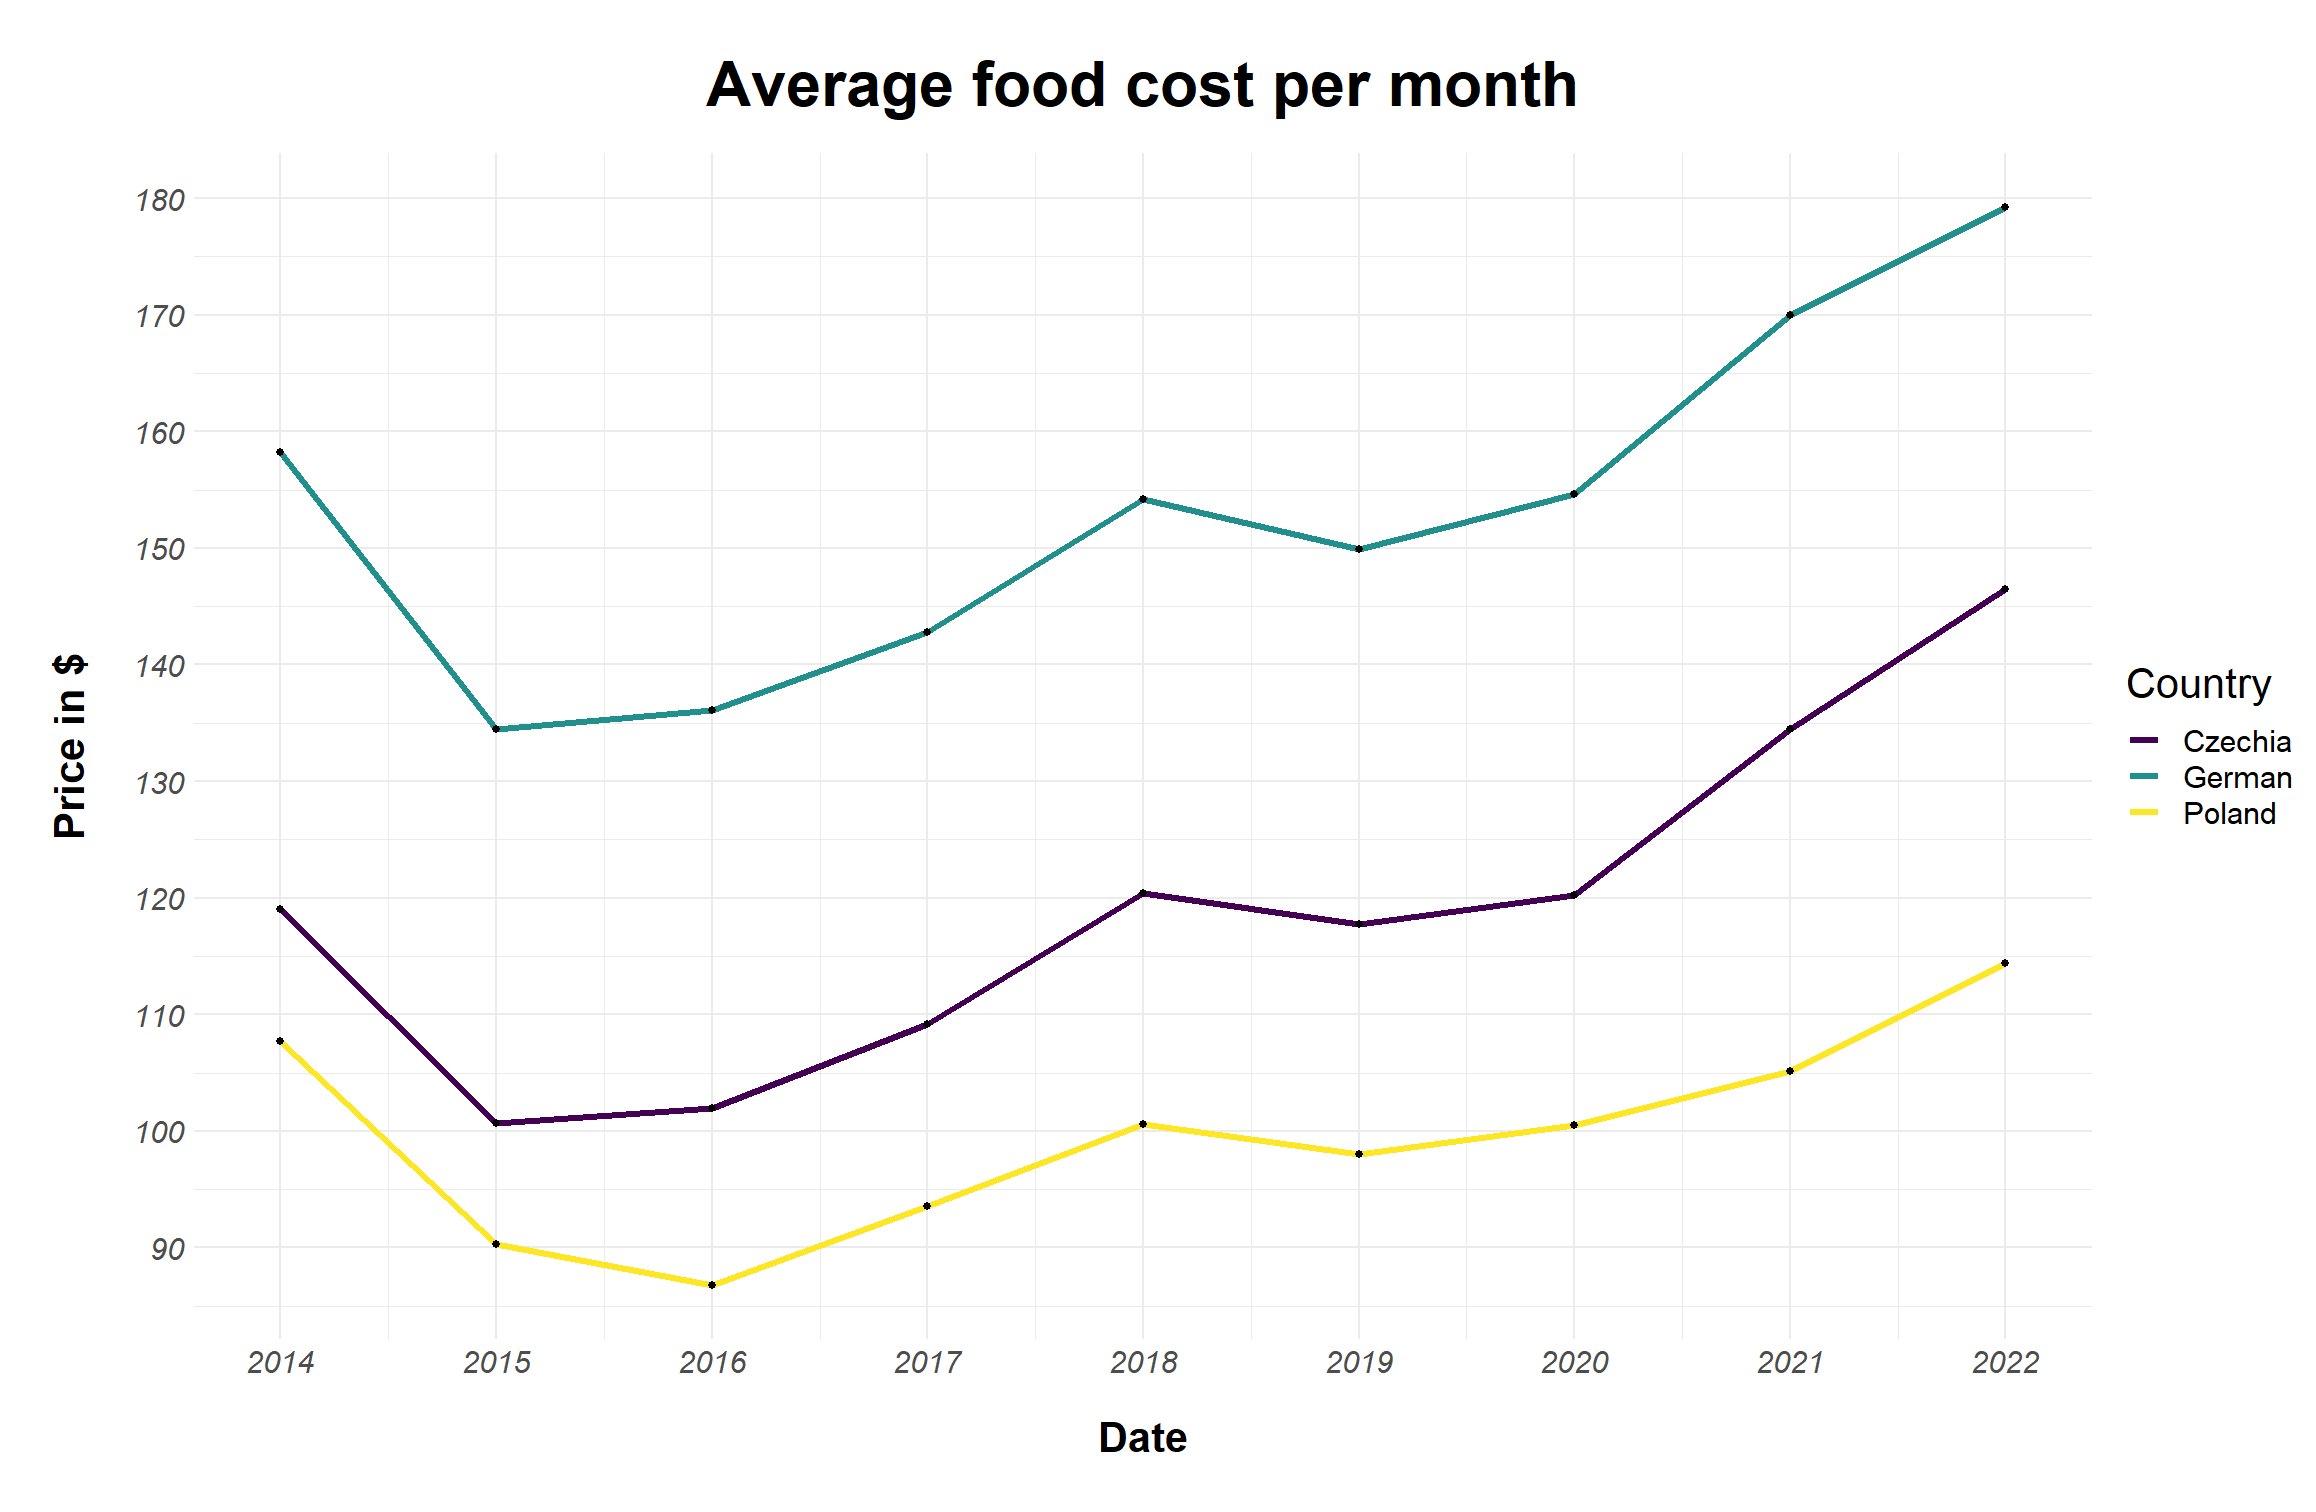 Average food cost per month
Price in $
180
170
160
150
140
130
120
110
100
90
2014 2015 2016 2017 2018 2019 2020 2021 2022
Date
Country
Czechia
German
Poland